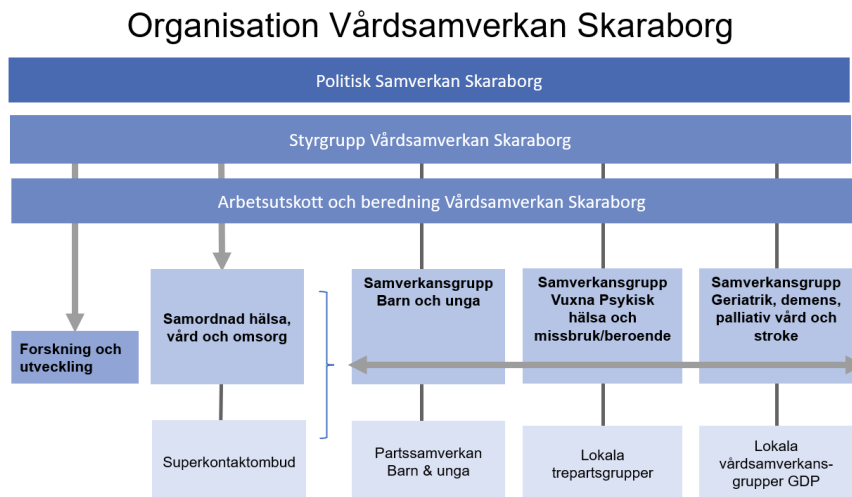 Organisation Vårdsamverkan Skaraborg
Politisk Samverkan Skaraborg
Styrgrupp Vårdsamverkan Skaraborg
Arbetsutskott och beredning Vårdsamverkan Skaraborg
Forskning och
utveckling
Samordnad hälsa,
vård och omsorg
Samverkansgrupp
Barn och unga
Samverkansgrupp
Vuxna Psykisk
hälsa och
missbruk/beroende
Samverkansgrupp
Geriatrik, demens,
palliativ vård och
stroke
Superkontaktombud
Partssamverkan
Barn & unga
Lokala
trepartsgrupper
Lokala
vårdsamverkans-
grupper GDP